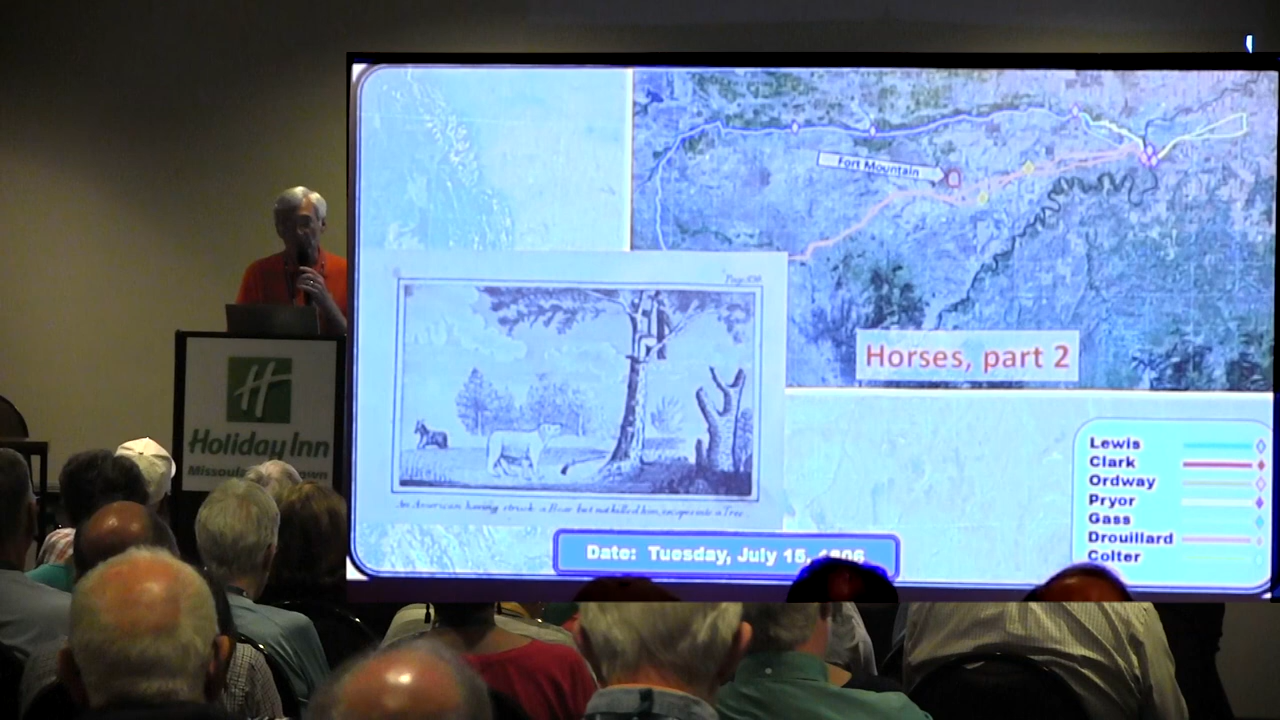 Fort Mountain
Horses, part 2
An American having struck a Bear but not killed him, escapes into a Tree
Date: Tuesday, July 15, 1806
Lewis
Clark
Ordway
Pryor
Gass
Drouillard
Colter
H
Holiday Inn